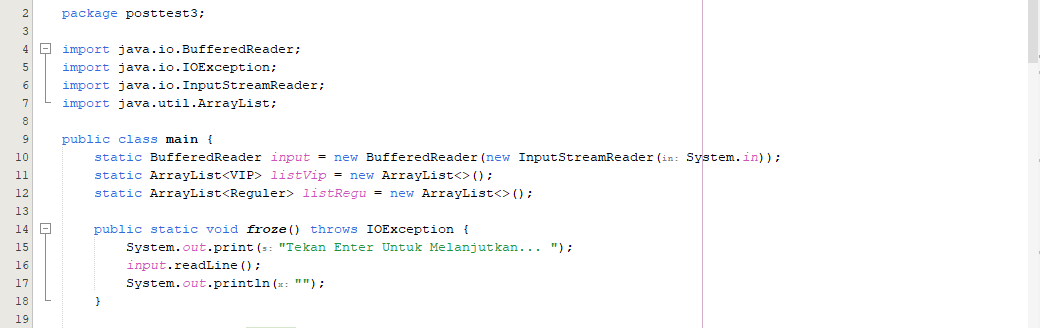 2 package posttest3;
3
4 import java.io.BufferedReader;
5 import java.io.IOException;
6 import java.io.InputStreamReader;
7 import java.util.ArrayList;
8
9 public class main {
10 static BufferedReader input = new BufferedReader(new InputStreamReader(in: System.in));
11 static ArrayList<VIP> listVip = new ArrayList<>();
12 static ArrayList<Reguler> listRegu = new ArrayList<>();
13
14 public static void froze() throws IOException {
15 System.out.print(s: "Tekan Enter Untuk Melanjutkan... ");
16 input.readLine();
17 System.out.println(x: "");
18 }
19